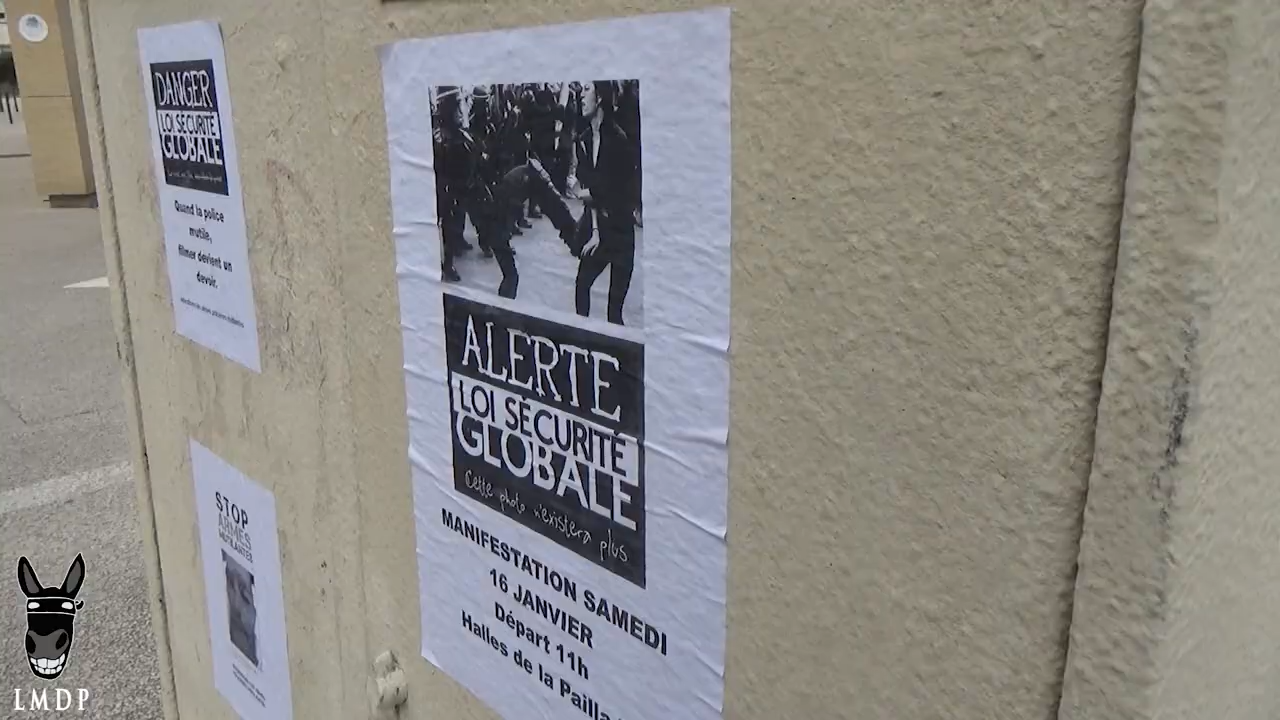 DANGER
LOI SÉCURITÉ
GLOBALE
Quand la police
mutile,
filmer devient un
devoir.
STOP
ARMES
MUTILANTES
ALERTE
LOI SÉCURITÉ
GLOBALE
Cette photo n'existera plus
MANIFESTATION SAMEDI
16 JANVIER
Départ 11h
Halles de la Pailla
LMDP